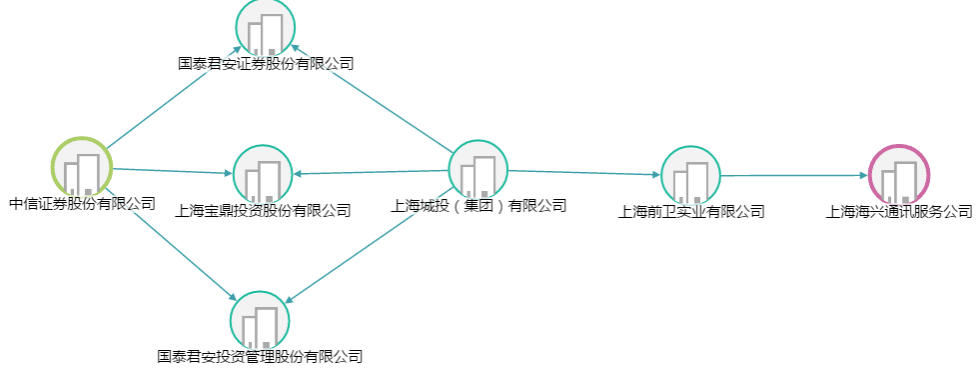 国泰君安证券股份有限公司
中信证券股份有限公司
上海宝鼎投资股份有限公司
上海城投（集团）有限公司
上海前卫实业有限公司
上海海兴通讯服务公司
国泰君安投资管理股份有限公司